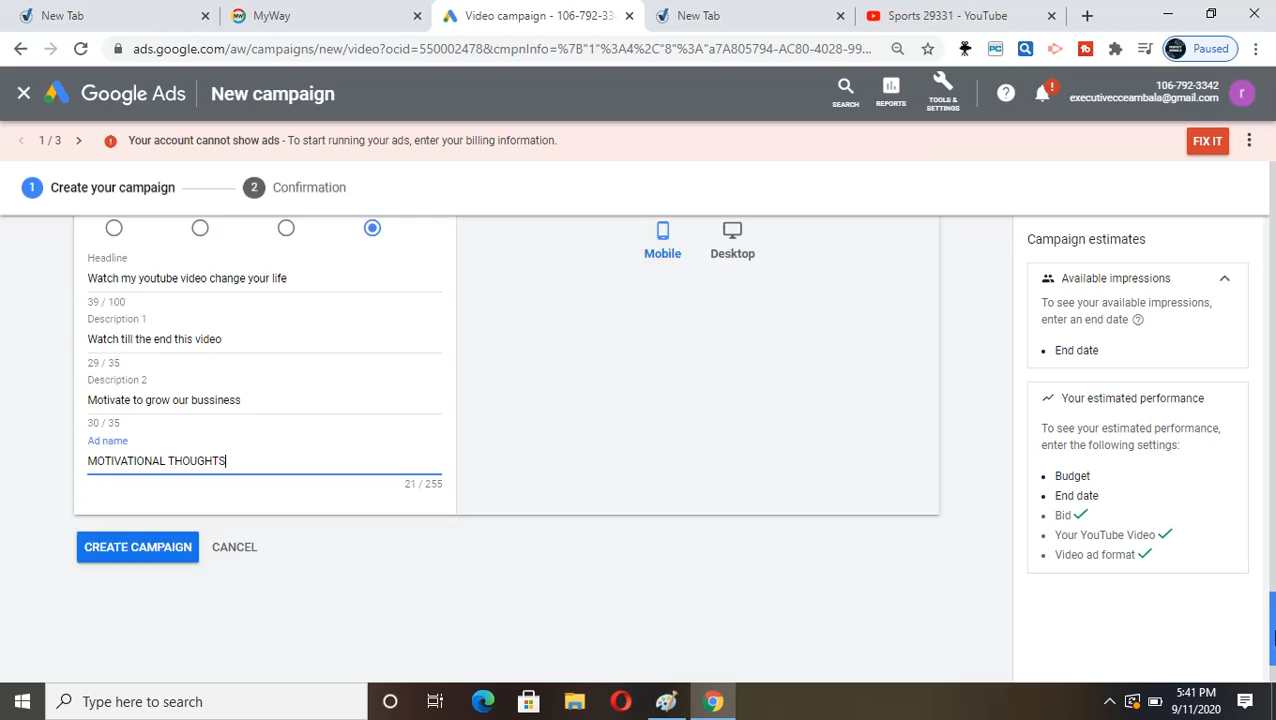 New Tab
MyWay
Video campaign - 106-792-33
New Tab
Sports 29331 - YouTube
ads.google.com/aw/campaigns/new/video?ocid=550002478&cmpnInfo=%7B"1"%3A4%2C"8"%3A"a7A805794-AC80-4028-99...
Paused
Google Ads
New campaign
SEARCH
REPORTS
TOOLS & SETTINGS
106-792-3342
executivecceambala@gmail.com
r
1 / 3
Your account cannot show ads - To start running your ads, enter your billing information.
FIX IT
1 Create your campaign
2 Confirmation
Mobile
Desktop
Headline
Watch my youtube video change your life
39 / 100
Description 1
Watch till the end this video
29 / 35
Description 2
Motivate to grow our bussiness
30 / 35
Ad name
MOTIVATIONAL THOUGHTS
21 / 255
CREATE CAMPAIGN
CANCEL
Campaign estimates
Available impressions
To see your available impressions,
enter an end date
End date
Your estimated performance
To see your estimated performance,
enter the following settings:
Budget
End date
Bid
Your YouTube Video
Video ad format
Type here to search
5:41 PM
9/11/2020